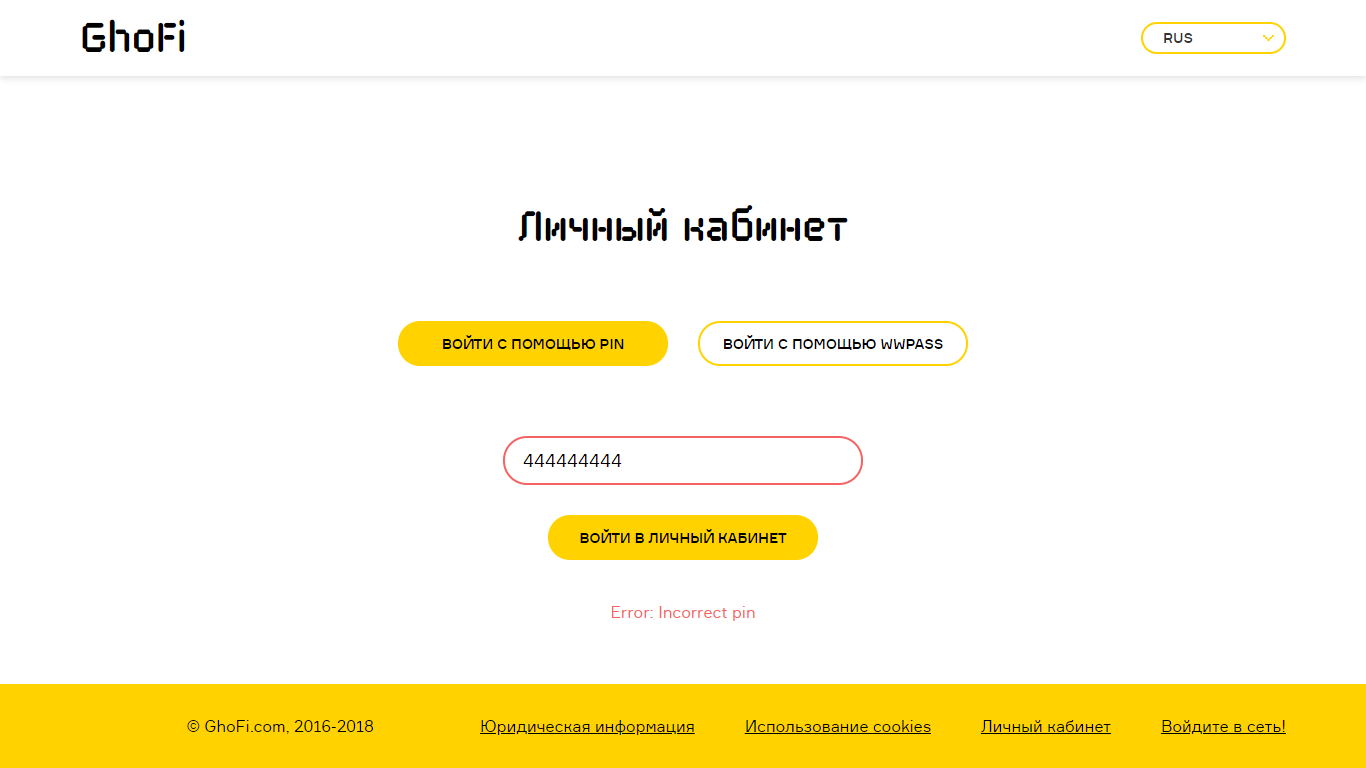 GhoFi
RUS
Личный кабинет
ВОЙТИ С ПОМОЩЬЮ PIN
ВОЙТИ С ПОМОЩЬЮ WWPASS
444444444
ВОЙТИ В ЛИЧНЫЙ КАБИНЕТ
Error: Incorrect pin
© GhoFi.com, 2016-2018
Юридическая информация
Использование cookies
Личный кабинет
Войдите в сеть!